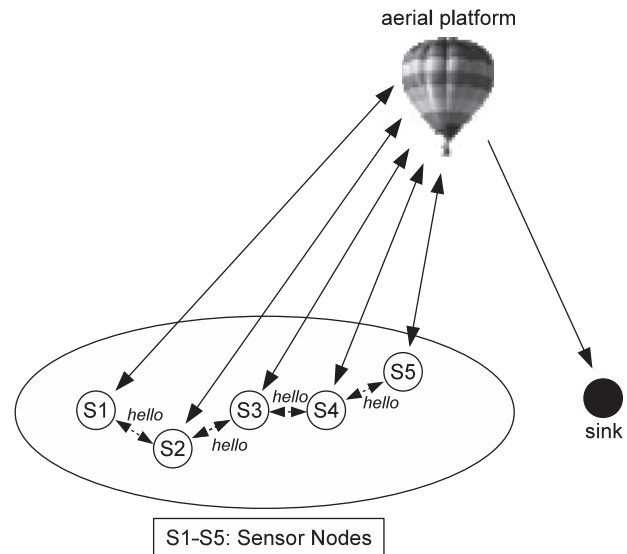 aerial platform
S5
S1
hello
S3
hello
S4
hello
S2
hello
sink
S1–S5: Sensor Nodes